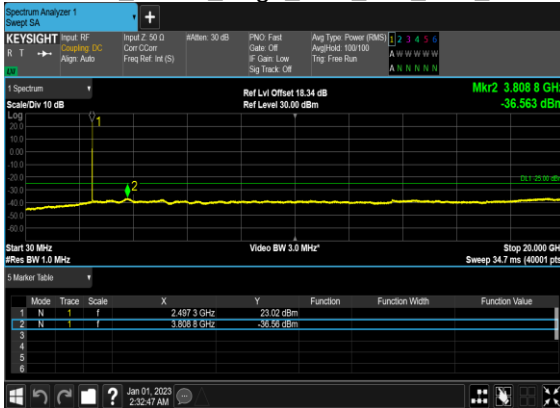 Spectrum Analyzer 1
Swept SA
+
KEYSIGHT Input: RF Input Z: 50 Ω #Atten: 30 dB PNO: Fast Avg Type: Power (RMS) 1 2 3 4 5 6
R T Coupling: DC Corr CCorr Gate: Off Avg|Hold: 100/100 A W W W W W
Align: Auto Freq Ref: Int (S) IF Gain: Low Trig: Free Run
Sig Track: Off A N N N N N
1 Spectrum Ref Lvl Offset 18.34 dB Mkr2 3.808 8 GHz
Scale/Div 10 dB Ref Level 30.00 dBm -36.563 dBm
Log
20.0
10.0
0.00
-10.0
-20.0
-30.0
-40.0
-50.0
-60.0
1
2
DL1 -25.00 dBm
Start 30 MHz Video BW 3.0 MHz* Stop 20.000 GHz
#Res BW 1.0 MHz Sweep 34.7 ms (40001 pts)
5 Marker Table
Mode Trace Scale X Y Function Function Width Function Value
1 N 1 f 2.497 3 GHz 23.02 dBm
2 N 1 f 3.808 8 GHz -36.56 dBm
3
4
5
6
? Jan 01, 2023
2:32:47 AM